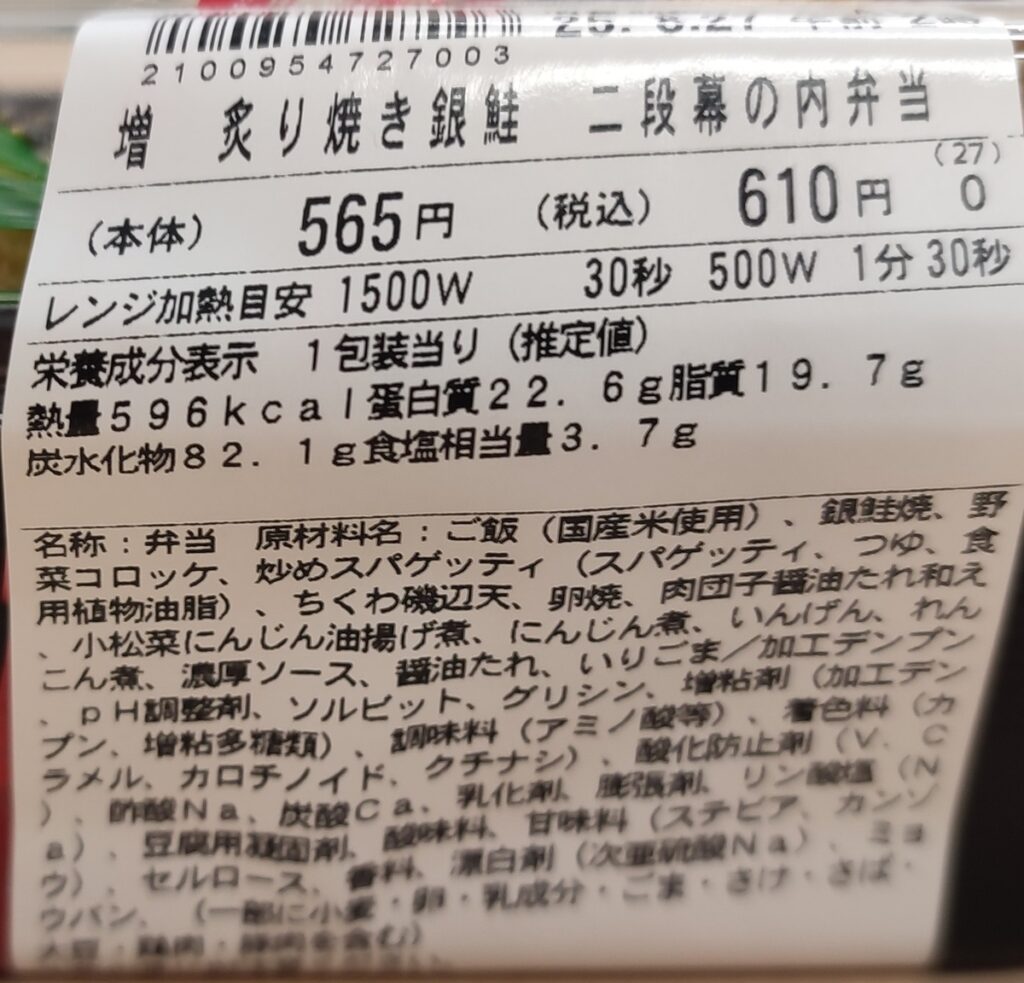 2100954727003
増 炙り焼き銀鮭 二段幕の内弁当
(27)
(本体) 565円 (税込) 610円 0
レンジ加熱目安 1500W 30秒 500W 1分30秒
栄養成分表示 1包装当り(推定値)
熱量596kcal蛋白質22.6g脂質19.7g
炭水化物82.1g食塩相当量3.7g
名称:弁当 原材料名:ご飯(国産米使用)、銀鮭焼、野
菜コロッケ、炒めスパゲッティ(スパゲッティ、つゆ、食
用植物油脂)、ちくわ磯辺天、卵焼、肉団子醤油たれ和え
、小松菜にんじん油揚げ煮、にんじん煮、いんげん、れん
こん煮、濃厚ソース、醤油たれ、いりごま/加工デンプン
、pH調整剤、ソルビット、グリシン、増粘剤(加工デン
プン、増粘多糖類)、調味料(アミノ酸等)、着色料(カ
ラメル、カロチノイド、クチナシ)、酸化防止剤(V.C
)、酢酸Na、炭酸Ca、乳化剤、膨張剤、リン酸塩(N
a)、豆腐用凝固剤、酸味料、甘味料(ステビア、カンゾ
ウ)、セルロース、香料、漂白剤(次亜硫酸Na)、ミョ
ウバン、(一部に小麦・卵・乳成分・ごま・さけ・さば・
大豆・鶏肉・豚肉を含む)